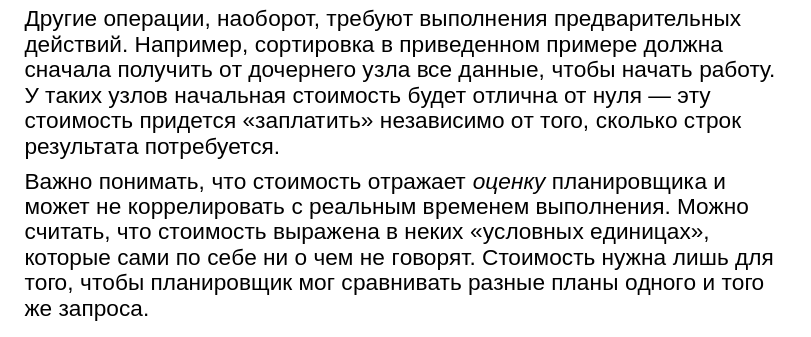 Другие операции, наоборот, требуют выполнения предварительных
действий. Например, сортировка в приведенном примере должна
сначала получить от дочернего узла все данные, чтобы начать работу.
У таких узлов начальная стоимость будет отлична от нуля — эту
стоимость придется «заплатить» независимо от того, сколько строк
результата потребуется.
Важно понимать, что стоимость отражает оценку планировщика и
может не коррелировать с реальным временем выполнения. Можно
считать, что стоимость выражена в неких «условных единицах»,
которые сами по себе ни о чем не говорят. Стоимость нужна лишь для
того, чтобы планировщик мог сравнивать разные планы одного и того
же запроса.